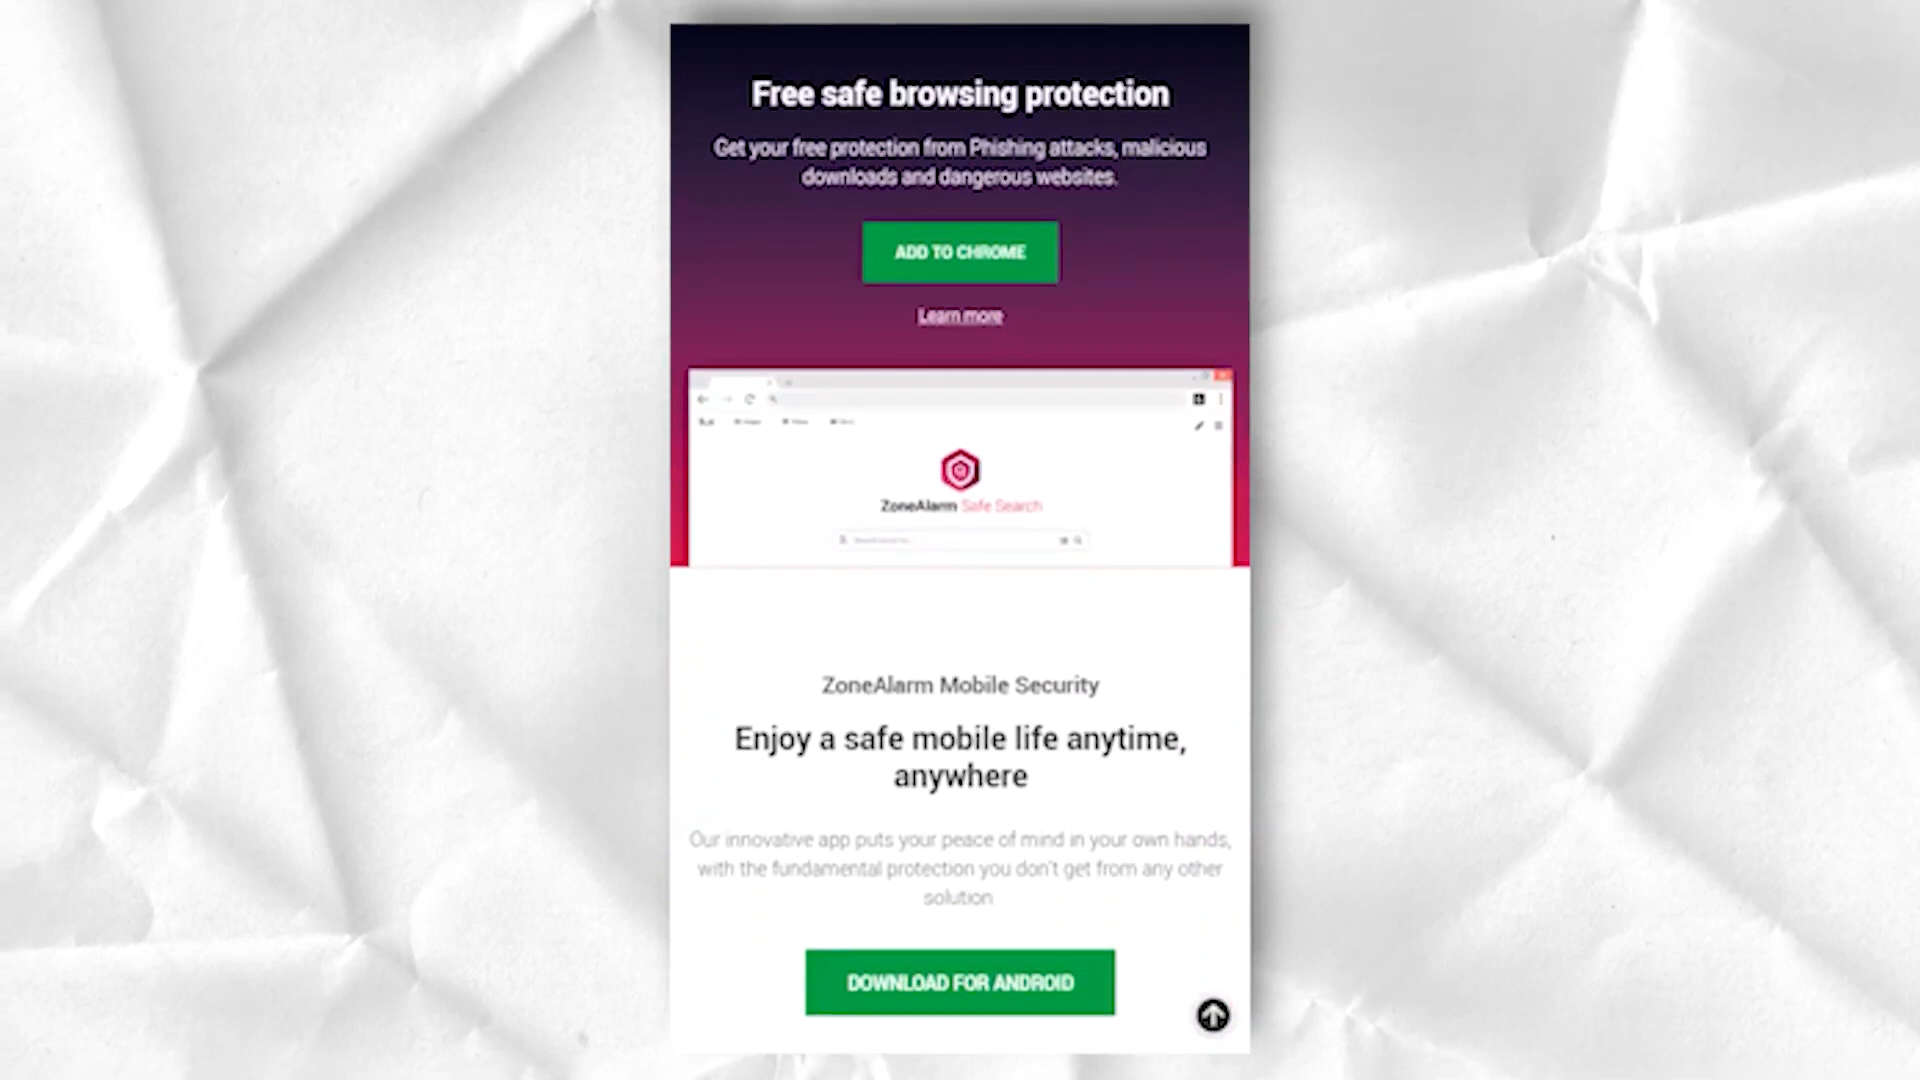 Free safe browsing protection
Get your free protection from Phishing attacks, malicious
downloads and dangerous websites.
ADD TO CHROME
Learn more
ZoneAlarm Safe Search
ZoneAlarm Mobile Security
Enjoy a safe mobile life anytime,
anywhere
Our innovative app puts your peace of mind in your own hands,
with the fundamental protection you don't get from any other
solution
DOWNLOAD FOR ANDROID